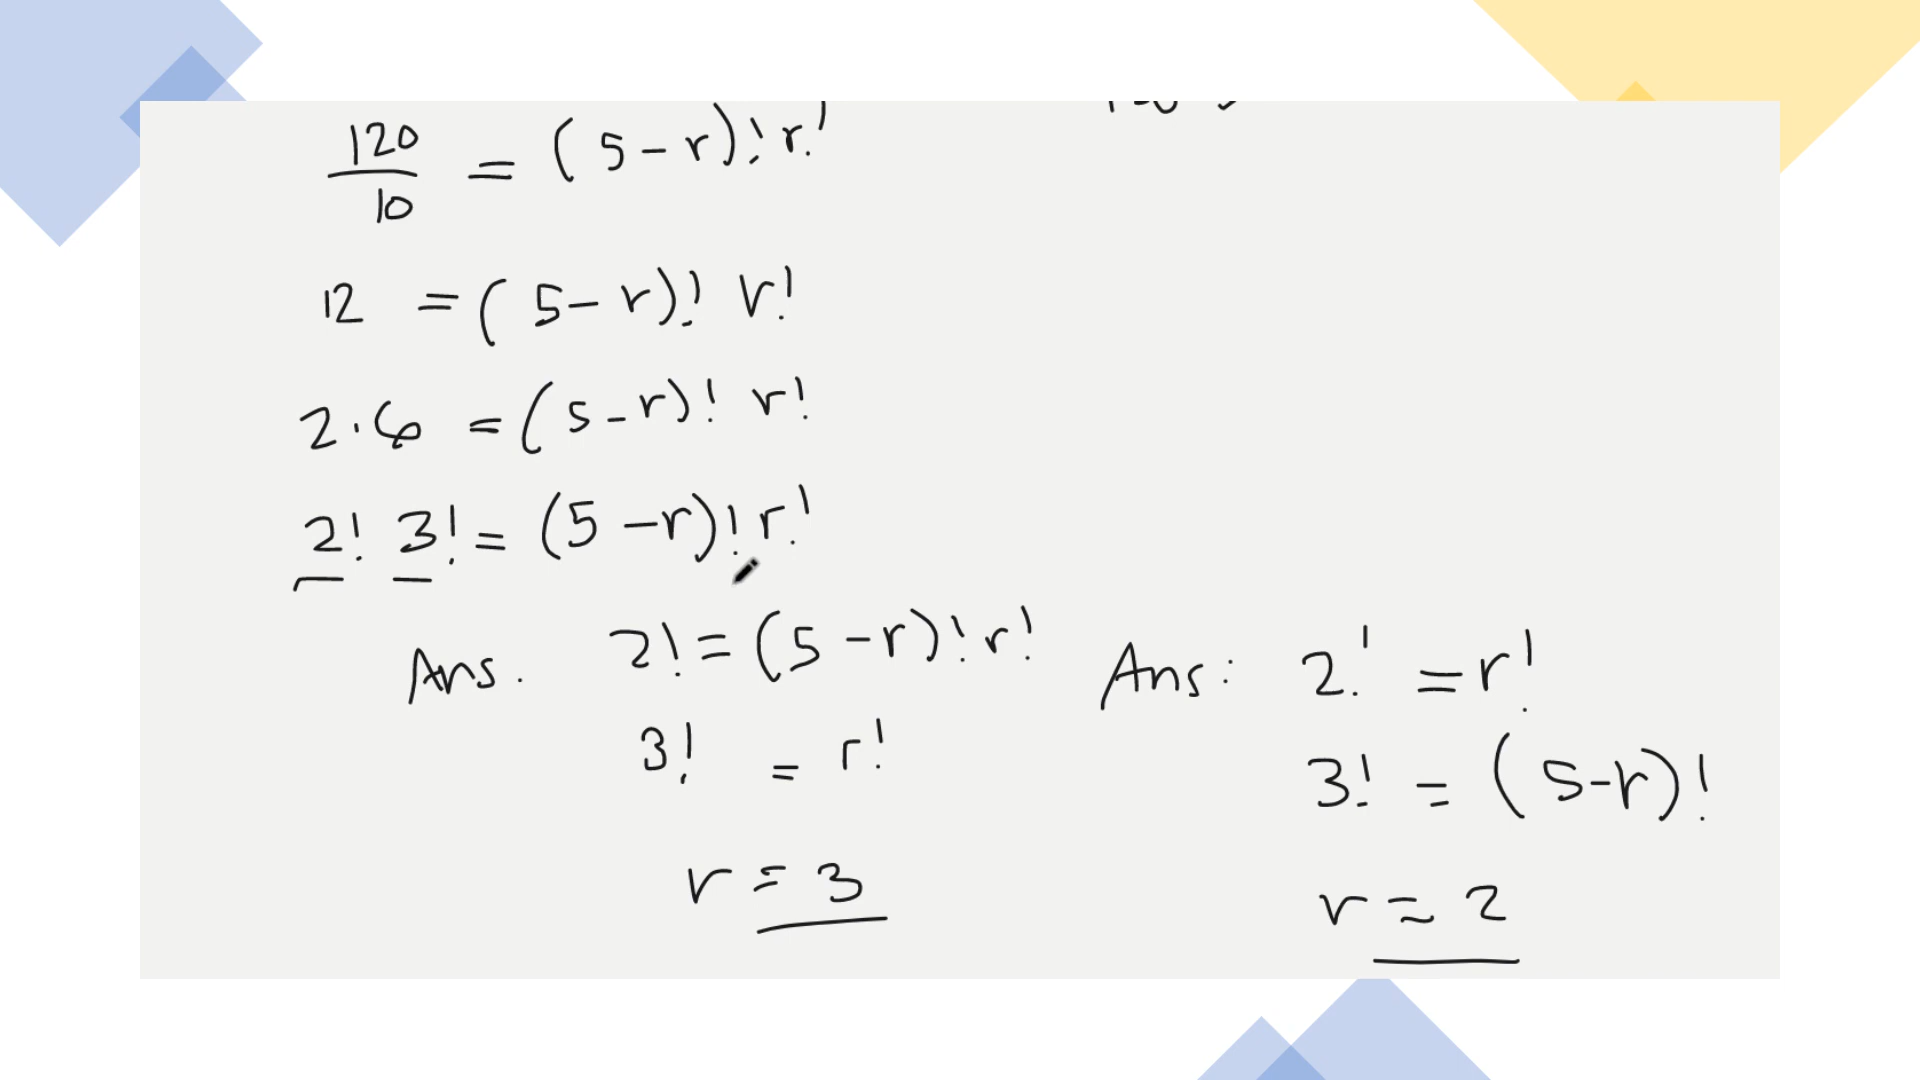 120
— = (5-r)! r!
10
12 = (5-r)! r!
2·6 = (5-r)! r!
2! 3! = (5-r)! r!
Ans. 2! = (5-r)! r!
3! = r!
r = 3
Ans: 2! = r!
3! = (5-r)!
r = 2